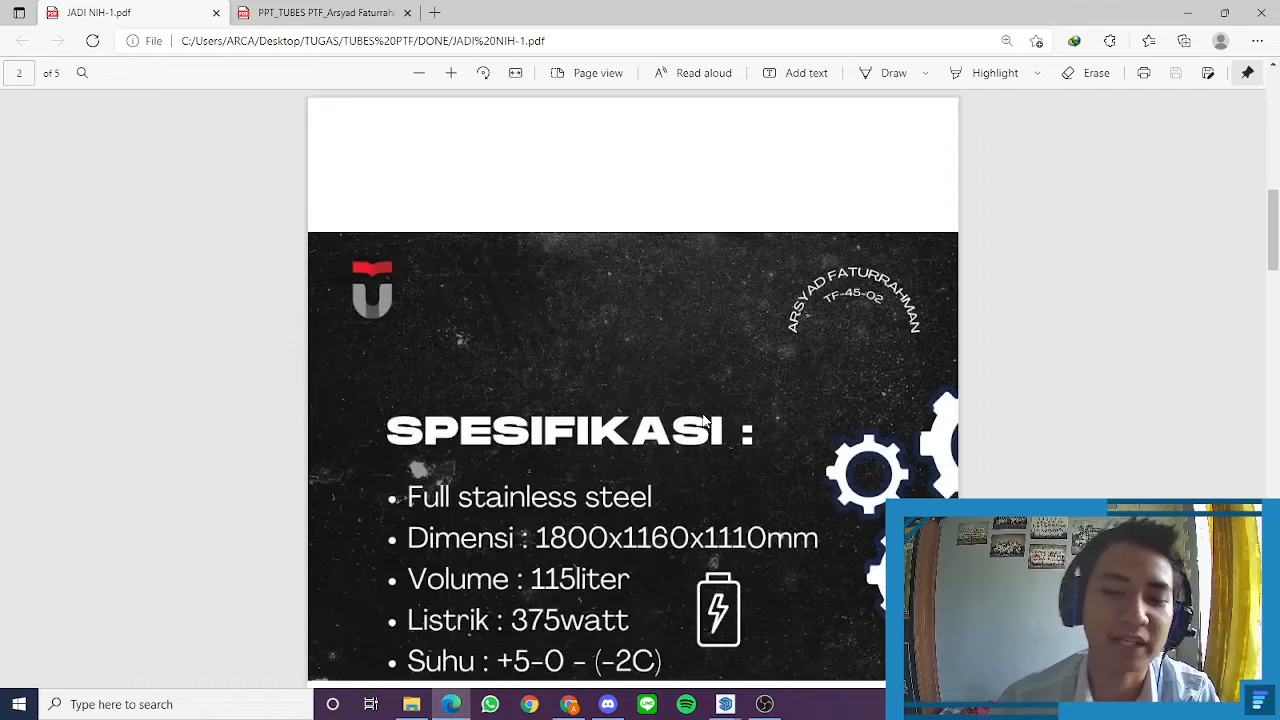 JADI NIH-1.pdf
PPT_TUBES PTF_Arsyad Faturrahr
File
C:/Users/ARCA/Desktop/TUGAS/TUBES%20PTF/DONE/JADI%20NIH-1.pdf
2 of 5
Page view
Read aloud
Add text
Draw
Highlight
Erase
ARSYAD FATURRAHMAN
TF-45-02
SPESIFIKASI :
• Full stainless steel
• Dimensi : 1800x1160x1110mm
• Volume : 115liter
• Listrik : 375watt
• Suhu : +5-0 - (-2C)
Type here to search